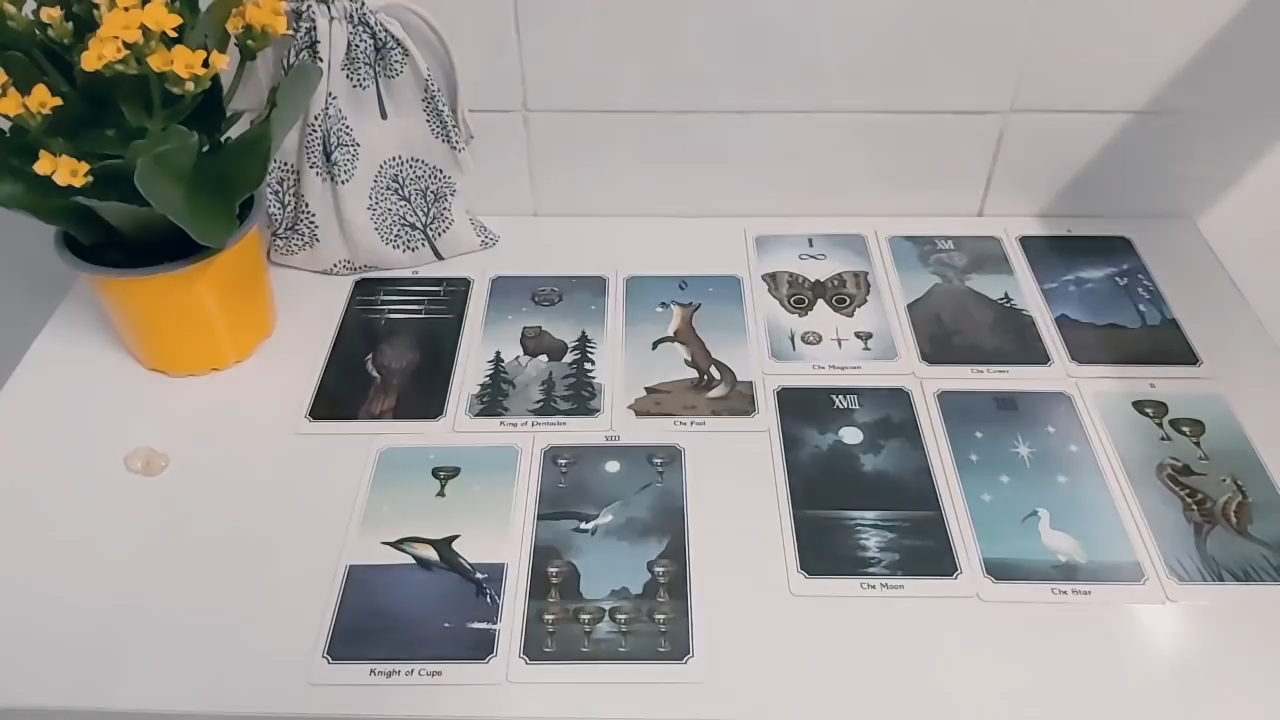 IV
King of Pentacles
0
The Fool
I
The Magician
XVI
The Tower
XVIII
The Moon
The Star
II
Knight of Cups
VIII